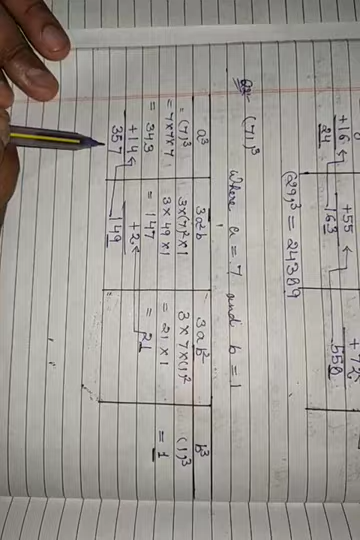 +16 +55 + 72
24 163 558
(29)³ = 24389
Q2 (71)³ Where a = 7 and b = 1
a³ 3a²b 3ab² b³
= (7)³ 3×(7)²×1 3×7×(1)² (1)³
= 7×7×7 3×49×1 = 21×1 = 1
= 343 = 147 = 21
+14 +2
357 149